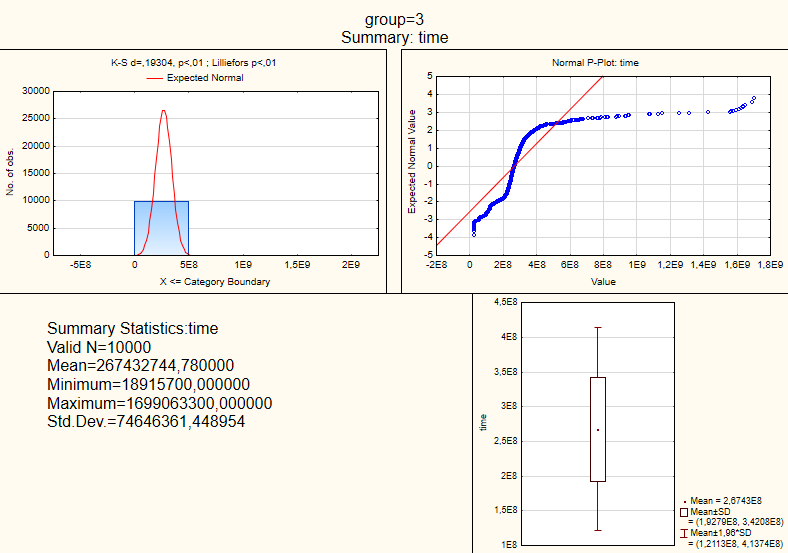 group=3
Summary: time
K-S d=,19304, p<,01 ; Lilliefors p<,01
Expected Normal
30000
25000
20000
15000
10000
5000
0
No. of obs.
-5E8 0 5E8 1E9 1,5E9 2E9
X <= Category Boundary
Normal P-Plot: time
5
4
3
2
1
0
-1
-2
-3
-4
-5
Expected Normal Value
-2E8 0 2E8 4E8 6E8 8E8 1E9 1,2E9 1,4E9 1,6E9 1,8E9
Value
Summary Statistics:time
Valid N=10000
Mean=267432744,780000
Minimum=18915700,000000
Maximum=1699063300,000000
Std.Dev.=74646361,448954
4,5E8
4E8
3,5E8
3E8
2,5E8
2E8
1,5E8
1E8
time
Mean = 2,6743E8
Mean±SD
= (1,9279E8, 3,4208E8)
Mean±1,96*SD
= (1,2113E8, 4,1374E8)